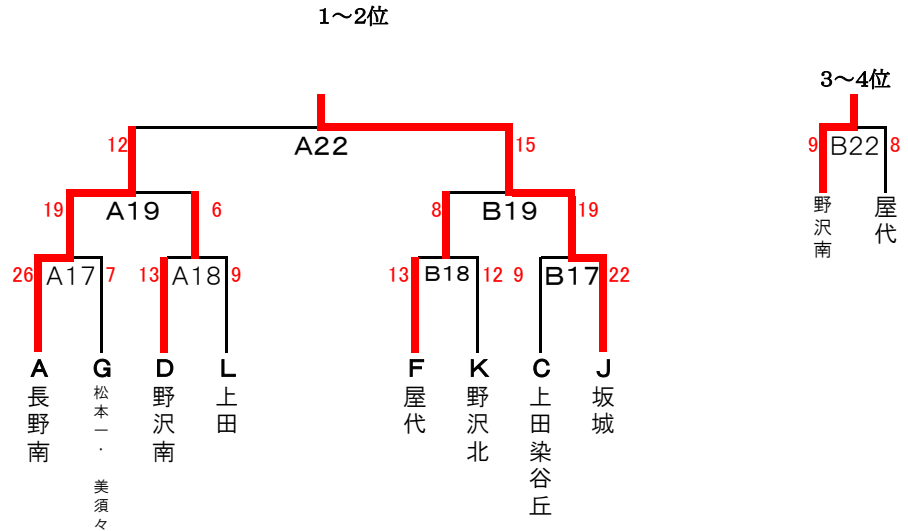 1～2位
3～4位
12
A22
15
9
B22
8
野沢南
屋代
19
A19
6
8
B19
19
26
A17
7
13
A18
9
13
B18
12
9
B17
22
A
G
D
L
F
K
C
J
長野南
松本一・美須々
野沢南
上田
屋代
野沢北
上田染谷丘
坂城